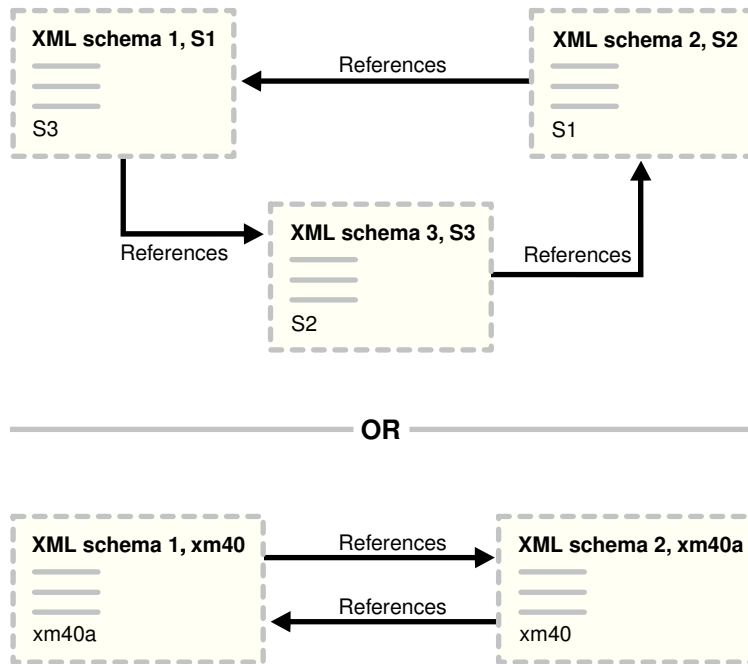 XML schema 1, S1
S3
References
XML schema 2, S2
S1
References
XML schema 3, S3
S2
References
OR
XML schema 1, xm40
xm40a
References
References
XML schema 2, xm40a
xm40